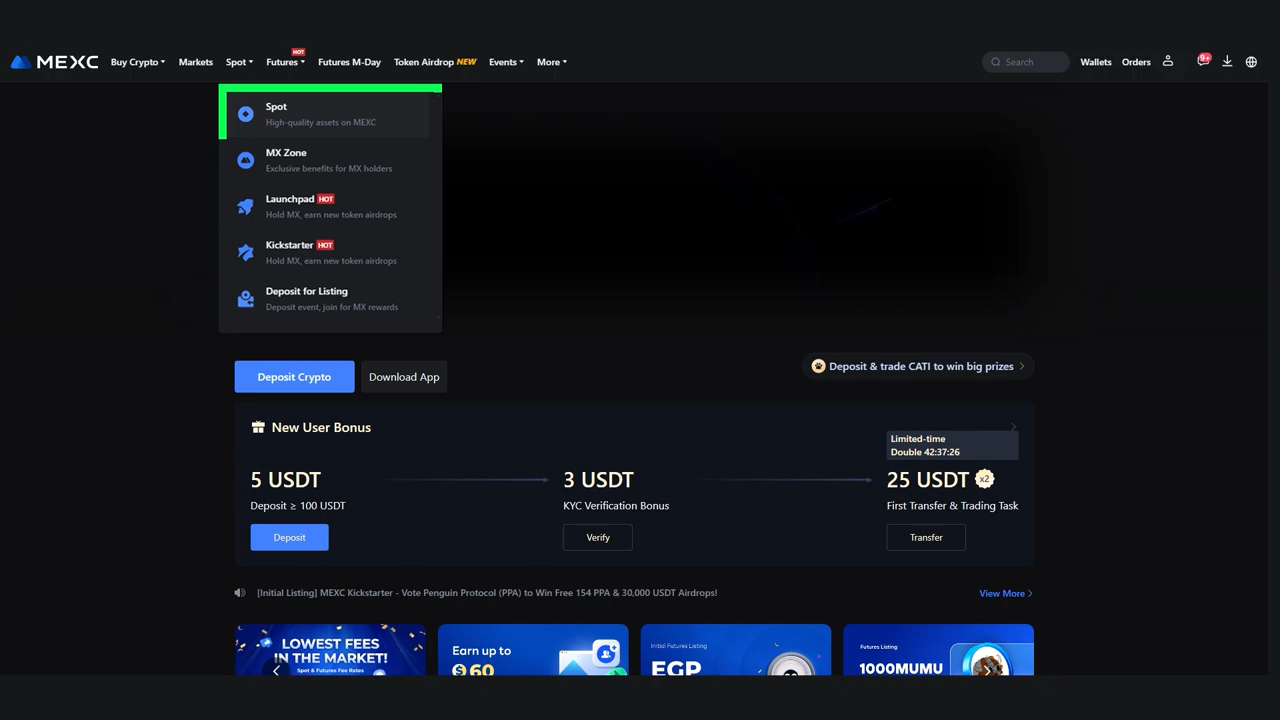 MEXC
Buy Crypto
Markets
Spot
HOT
Futures
Futures M-Day
Token Airdrop NEW
Events
More
Search
Wallets
Orders
9+
Spot
High-quality assets on MEXC
MX Zone
Exclusive benefits for MX holders
Launchpad HOT
Hold MX, earn new token airdrops
Kickstarter HOT
Hold MX, earn new token airdrops
Deposit for Listing
Deposit event, join for MX rewards
Deposit Crypto
Download App
Deposit & trade CATI to win big prizes
New User Bonus
Limited-time
Double 42:37:26
5 USDT
3 USDT
25 USDT x2
Deposit ≥ 100 USDT
KYC Verification Bonus
First Transfer & Trading Task
Deposit
Verify
Transfer
[Initial Listing] MEXC Kickstarter - Vote Penguin Protocol (PPA) to Win Free 154 PPA & 30,000 USDT Airdrops!
View More
LOWEST FEES
IN THE MARKET!
Spot & Futures Fee Rates
Earn up to
$ 60
Initial Futures Listing
EGP
Futures Listing
1000MUMU